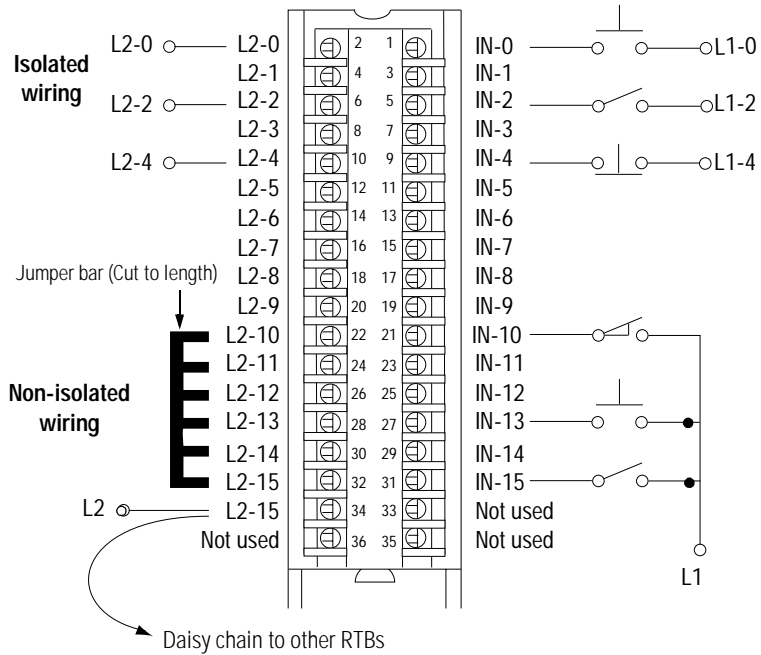 L2-0 L2-0 2 1 IN-0 L1-0
Isolated wiring
L2-1 4 3 IN-1
L2-2 L2-2 6 5 IN-2 L1-2
L2-3 8 7 IN-3
L2-4 L2-4 10 9 IN-4 L1-4
L2-5 12 11 IN-5
L2-6 14 13 IN-6
L2-7 16 15 IN-7
Jumper bar (Cut to length)
L2-8 18 17 IN-8
L2-9 20 19 IN-9
L2-10 22 21 IN-10
L2-11 24 23 IN-11
Non-isolated wiring
L2-12 26 25 IN-12
L2-13 28 27 IN-13
L2-14 30 29 IN-14
L2-15 32 31 IN-15
L2 L2-15 34 33 Not used
Not used 36 35 Not used
L1
Daisy chain to other RTBs